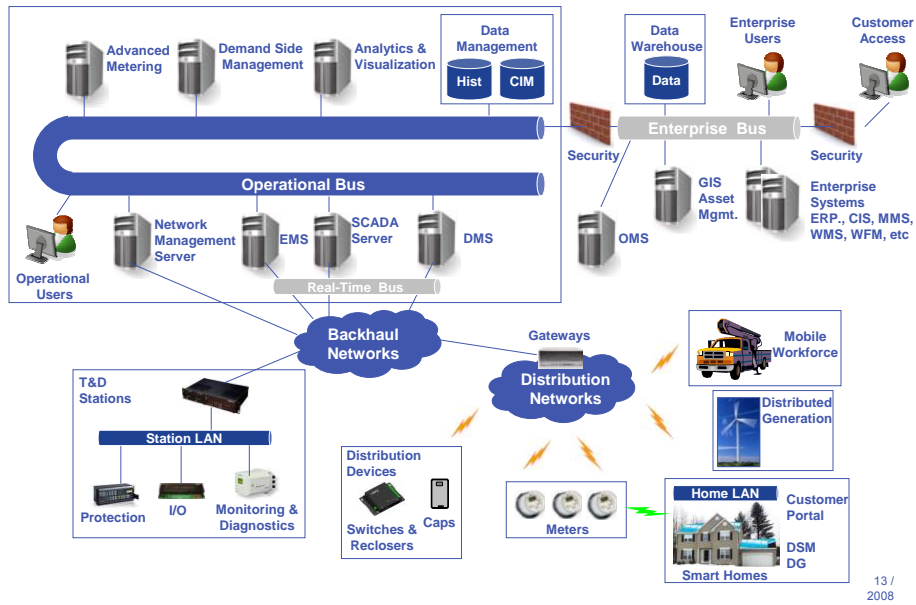 Advanced
Metering
Demand Side
Management
Analytics &
Visualization
Data
Management
Hist
CIM
Data
Warehouse
Data
Enterprise
Users
Customer
Access
Enterprise Bus
Security
Security
Operational Bus
GIS
Asset
Mgmt.
Enterprise
Systems
ERP., CIS, MMS,
WMS, WFM, etc
OMS
Operational
Users
Network
Management
Server
EMS
SCADA
Server
DMS
Real-Time Bus
Backhaul
Networks
Gateways
Distribution
Networks
Mobile
Workforce
Distributed
Generation
T&D
Stations
Station LAN
Protection
I/O
Monitoring &
Diagnostics
Distribution
Devices
Switches &
Reclosers
Caps
Meters
Home LAN
Customer
Portal
DSM
DG
Smart Homes
13 /
2008